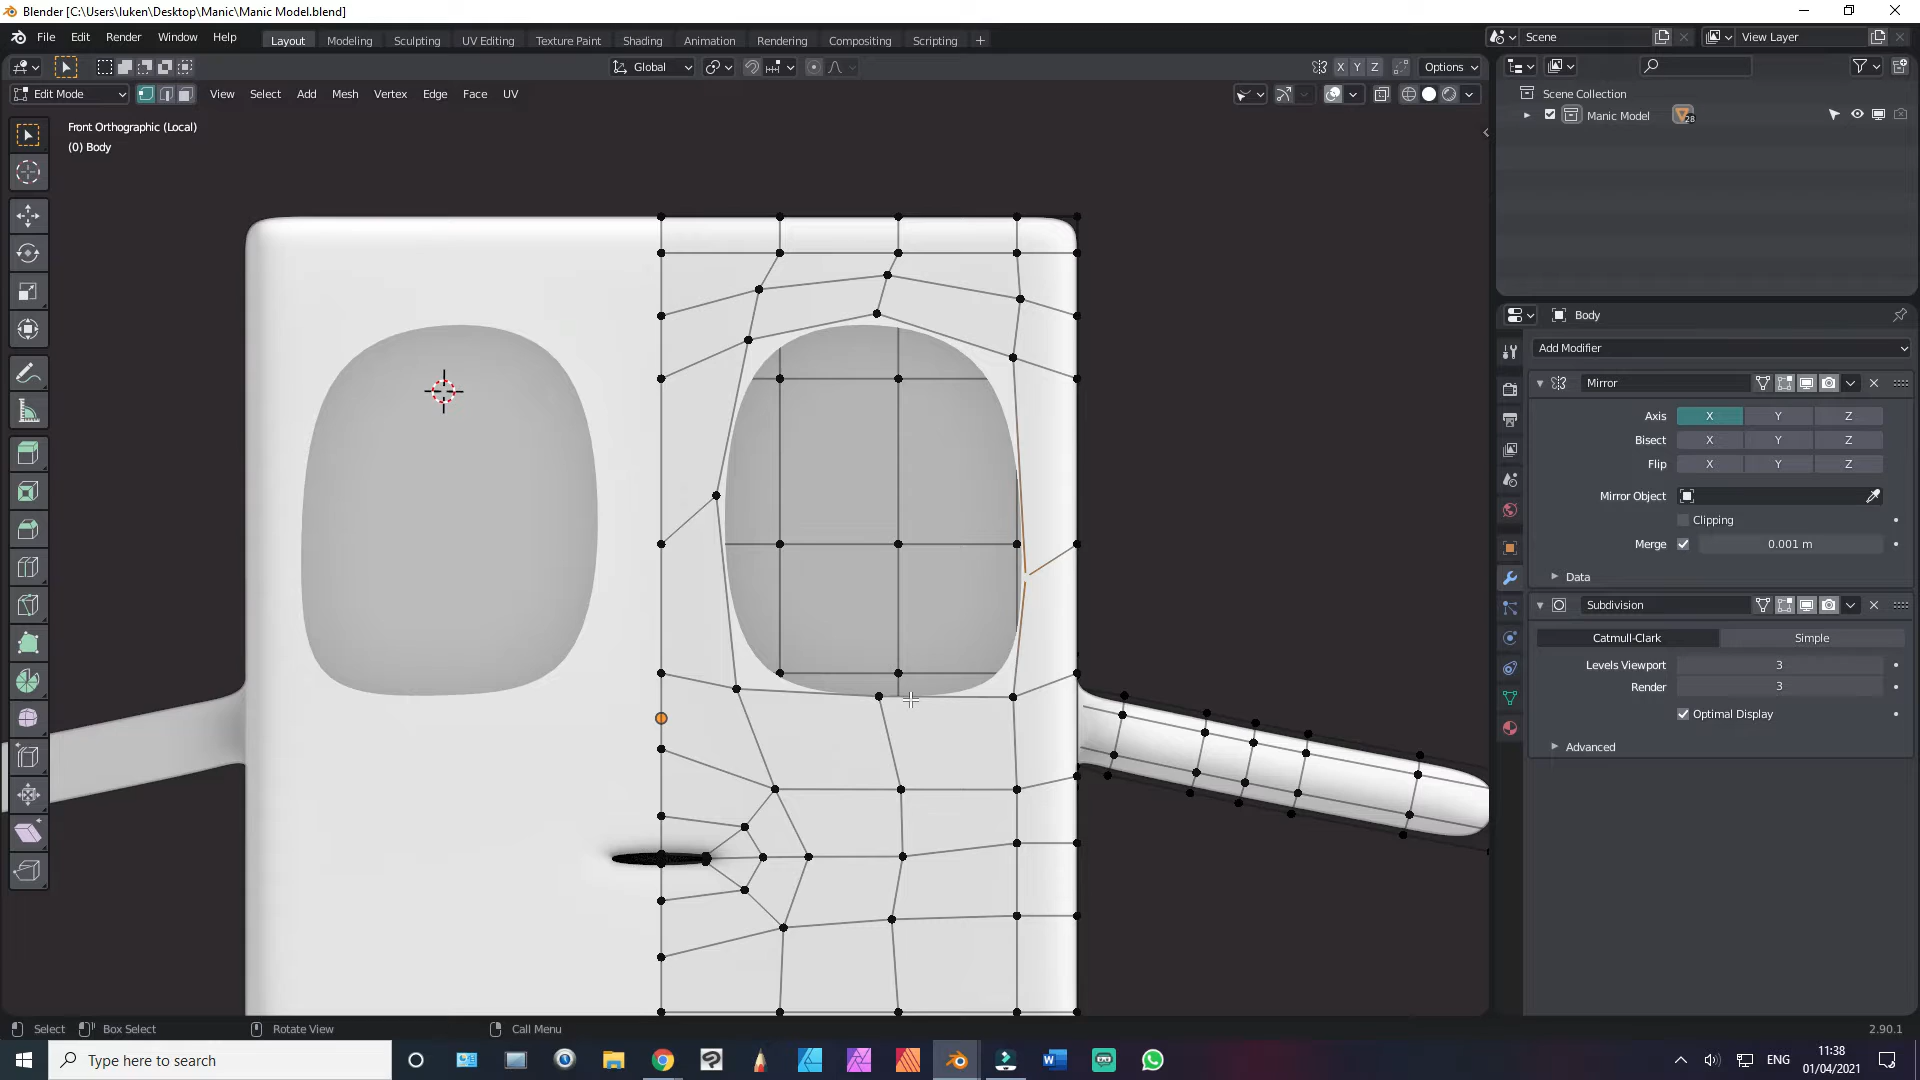 Blender [C:\Users\luken\Desktop\Manic\Manic Model.blend]
File Edit Render Window Help
Layout Modeling Sculpting UV Editing Texture Paint Shading Animation Rendering Compositing Scripting +
Scene
View Layer
Global
X Y Z
Options
Edit Mode
View Select Add Mesh Vertex Edge Face UV
Front Orthographic (Local)
(0) Body
Scene Collection
Manic Model
28
Body
Add Modifier
Mirror
Axis X Y Z
Bisect X Y Z
Flip X Y Z
Mirror Object
Clipping
Merge 0.001 m
Data
Subdivision
Catmull-Clark Simple
Levels Viewport 3
Render 3
Optimal Display
Advanced
Select Box Select Rotate View Call Menu 2.90.1
Type here to search
ENG
11:38
01/04/2021